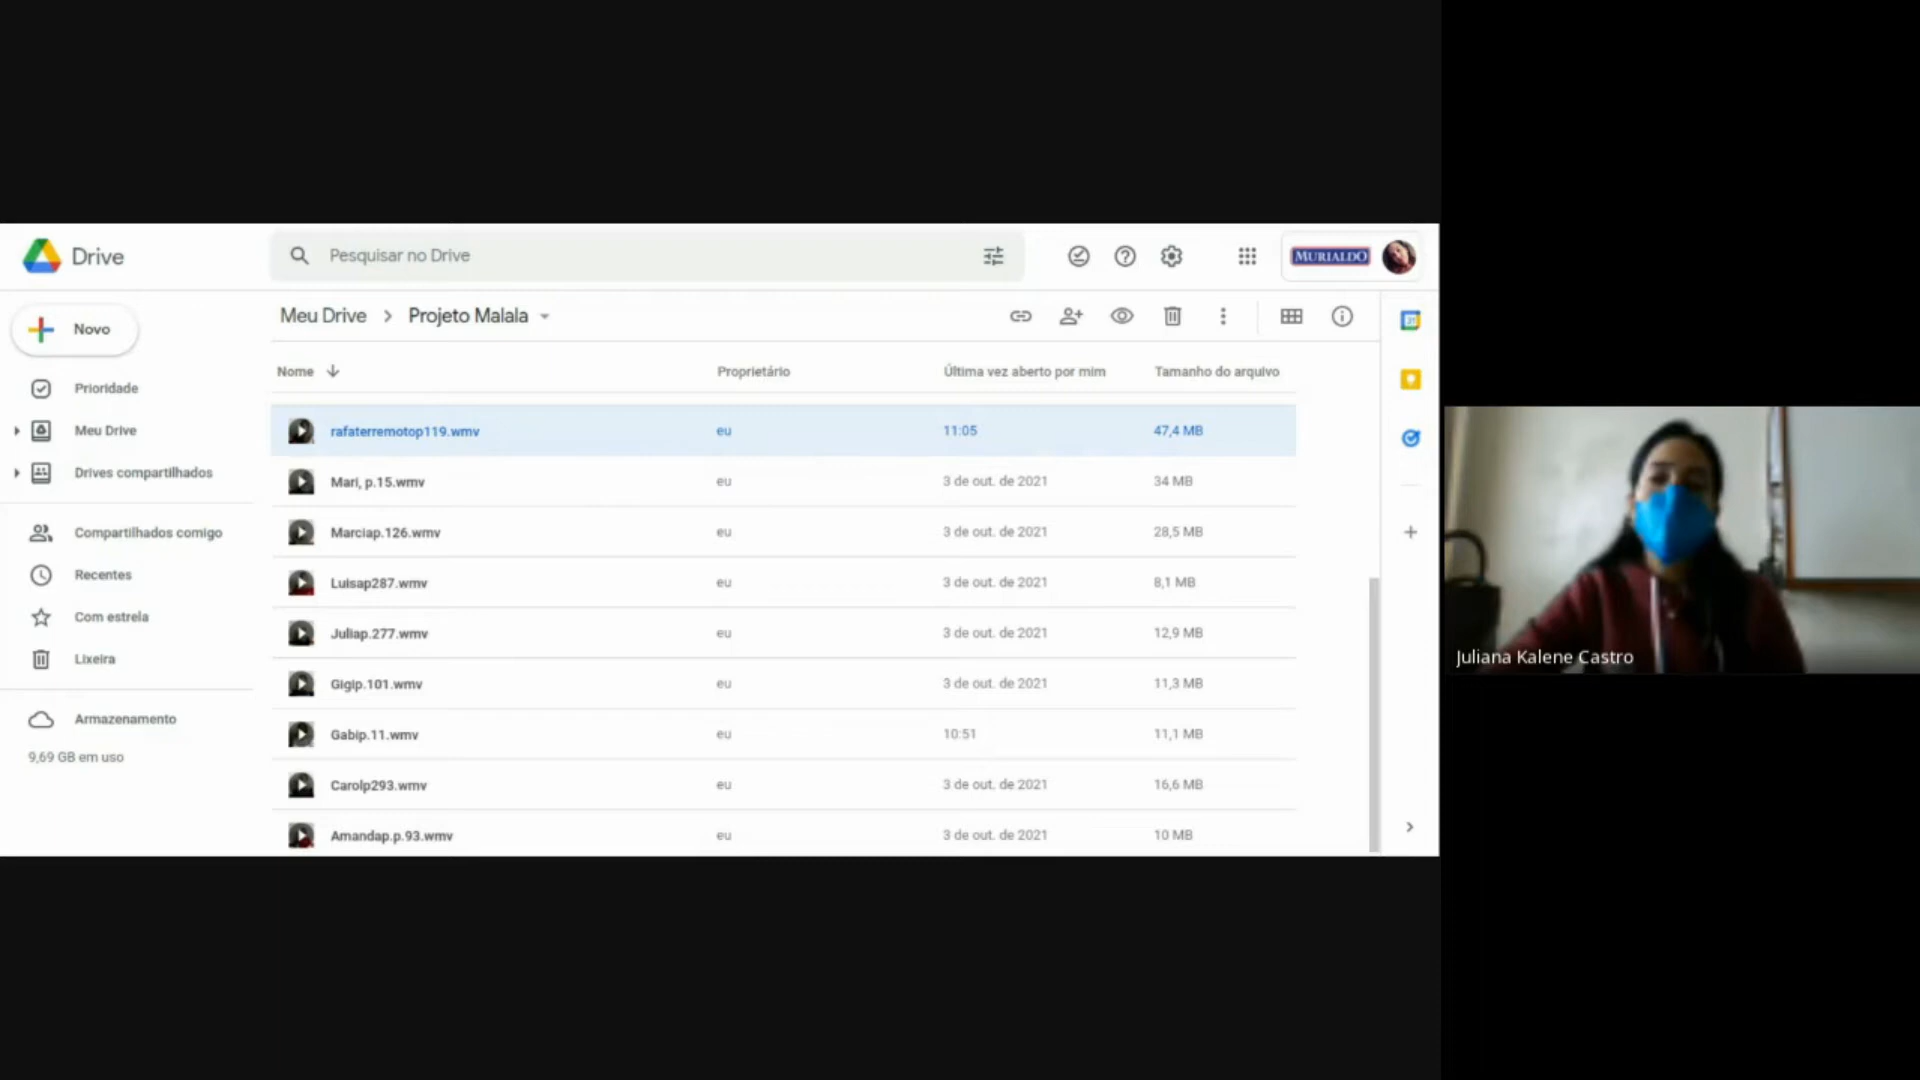 Drive
Pesquisar no Drive
MURIALDO
Novo
Meu Drive > Projeto Malala
Prioridade
Meu Drive
Drives compartilhados
Compartilhados comigo
Recentes
Com estrela
Lixeira
Armazenamento
9,69 GB em uso
Nome Proprietário Última vez aberto por mim Tamanho do arquivo
rafaterremotop119.wmv eu 11:05 47,4 MB
Mari, p.15.wmv eu 3 de out. de 2021 34 MB
Marciap.126.wmv eu 3 de out. de 2021 28,5 MB
Luisap287.wmv eu 3 de out. de 2021 8,1 MB
Juliap.277.wmv eu 3 de out. de 2021 12,9 MB
Gigip.101.wmv eu 3 de out. de 2021 11,3 MB
Gabip.11.wmv eu 10:51 11,1 MB
Carolp293.wmv eu 3 de out. de 2021 16,6 MB
Amandap.p.93.wmv eu 3 de out. de 2021 10 MB
Juliana Kalene Castro